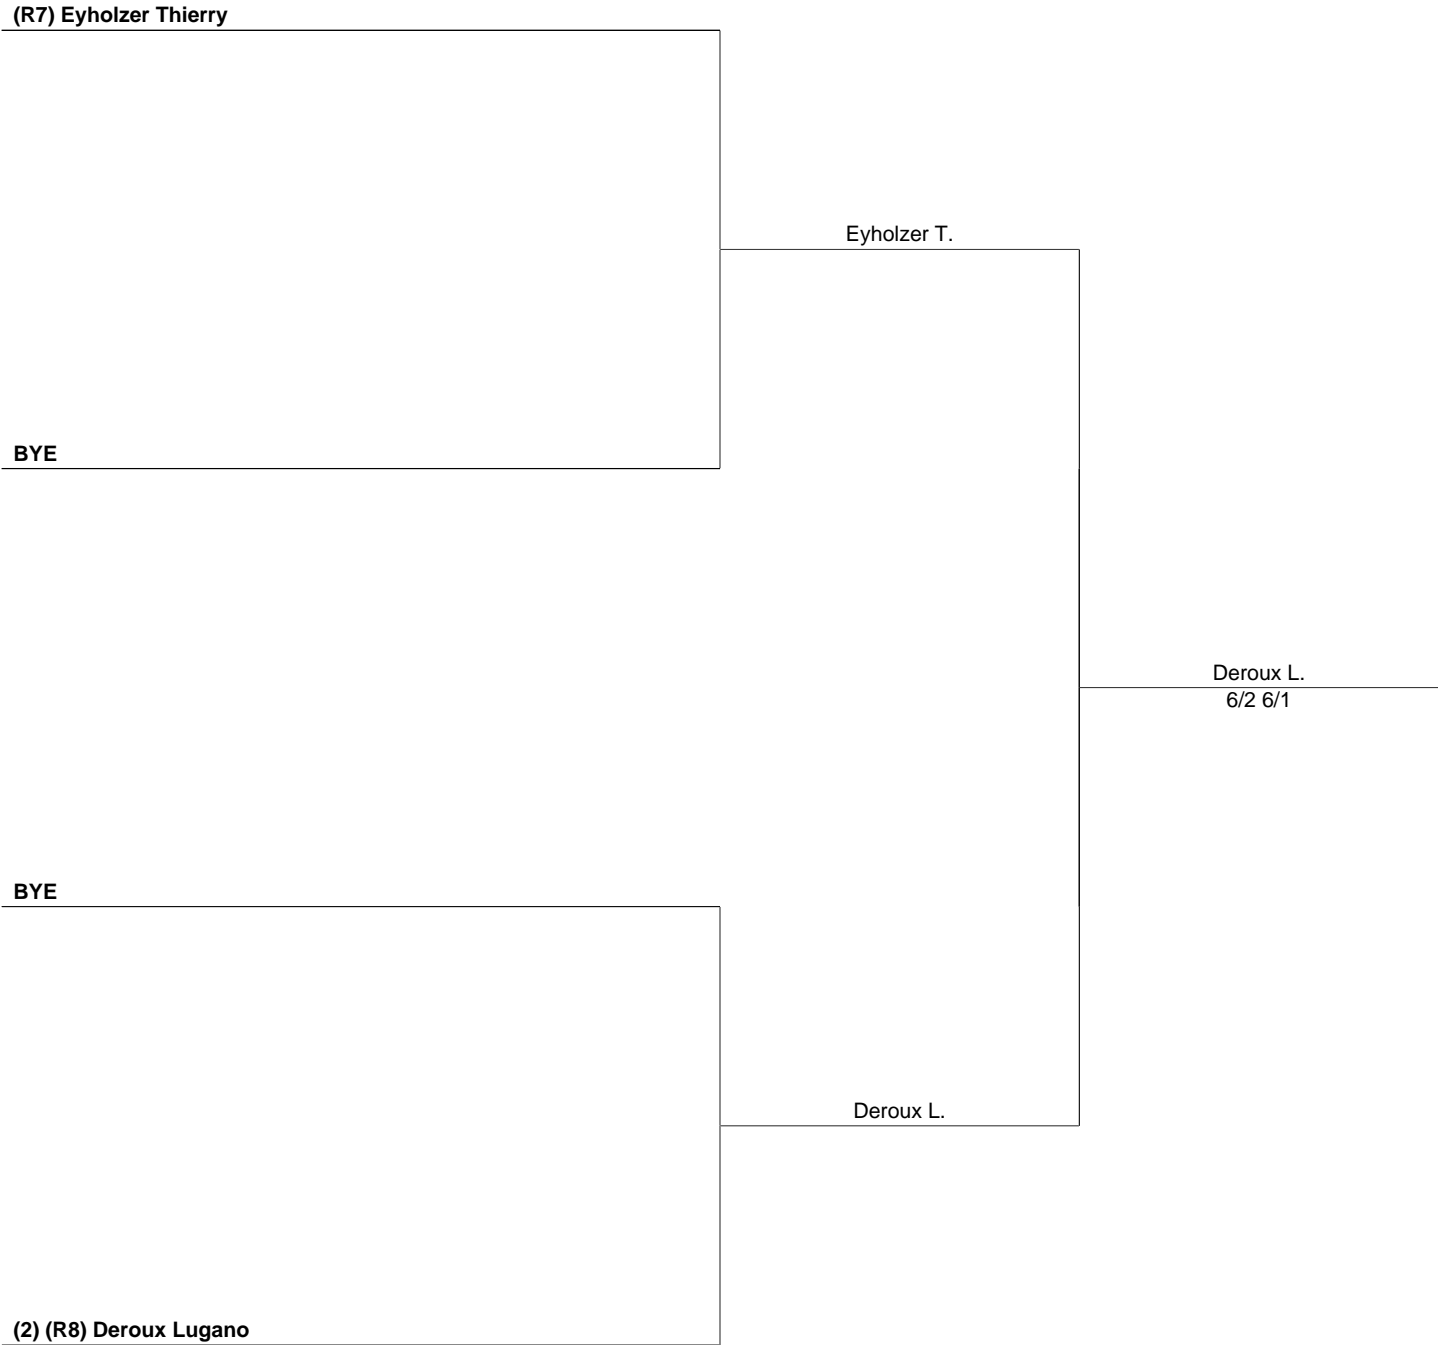 (R7) Eyholzer Thierry
Eyholzer T.
BYE
Deroux L.
6/2 6/1
BYE
Deroux L.
(2) (R8) Deroux Lugano